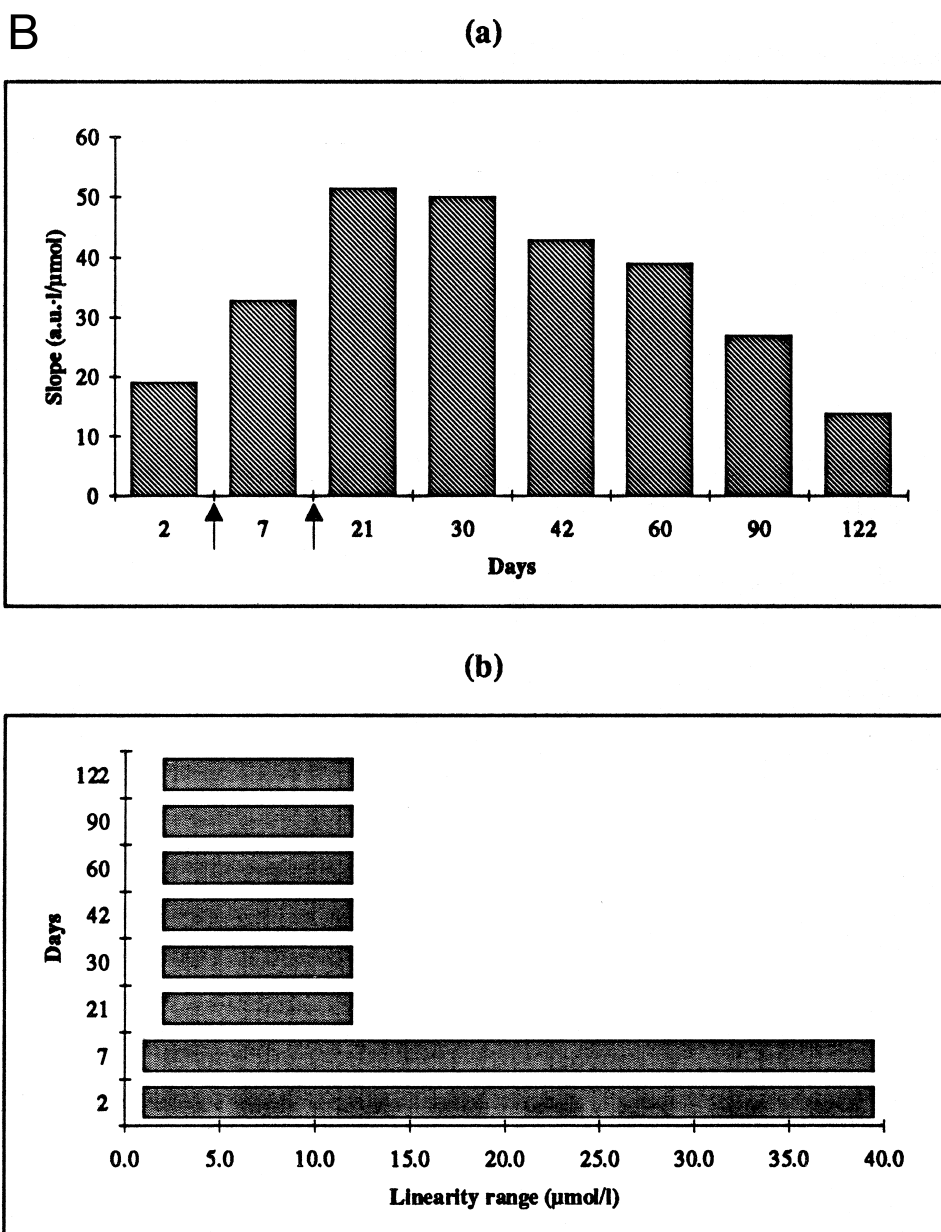 B
(a)
60
50
40
30
20
10
0
Slope (a.u.·l/μmol)
2 7 21 30 42 60 90 122
Days
(b)
122
90
60
42
30
21
7
2
Days
0.0 5.0 10.0 15.0 20.0 25.0 30.0 35.0 40.0
Linearity range (μmol/l)